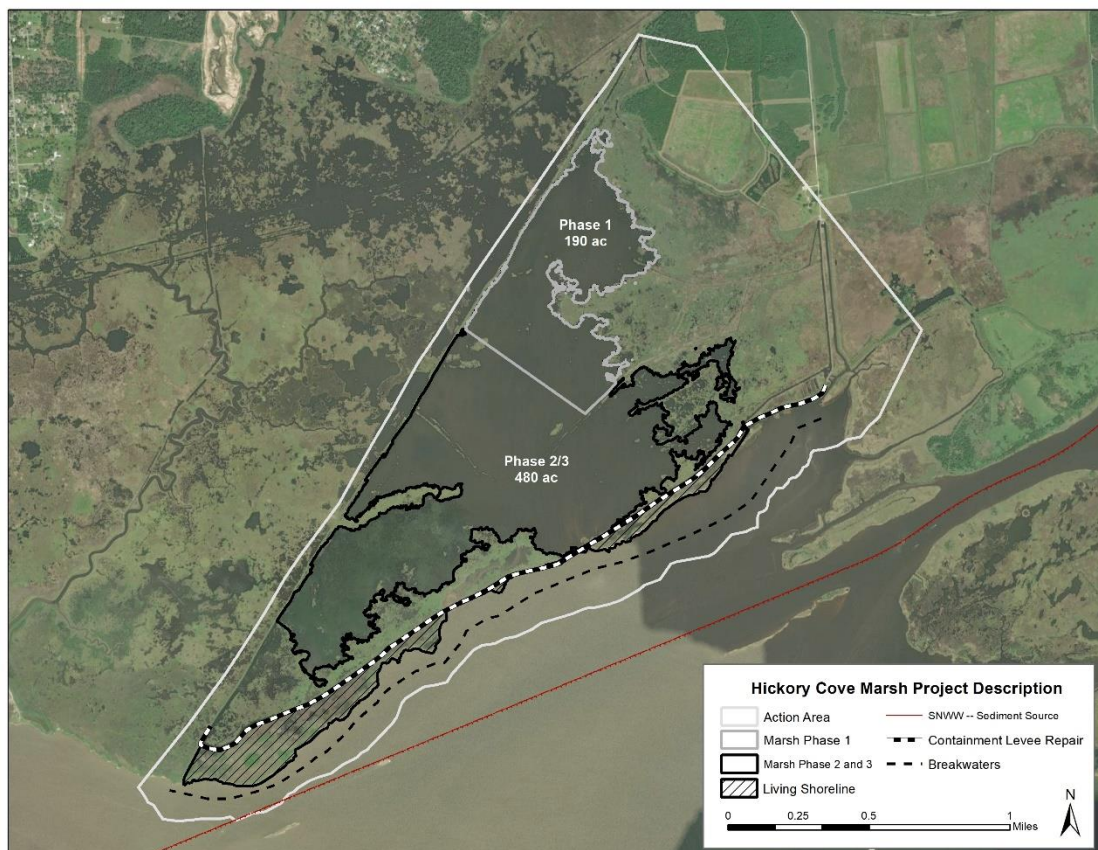 Phase 1
190 ac
Phase 2/3
480 ac
Hickory Cove Marsh Project Description
Action Area
Marsh Phase 1
Marsh Phase 2 and 3
Living Shoreline
SNWW -- Sediment Source
Containment Levee Repair
Breakwaters
N
0 0.25 0.5 1
Miles